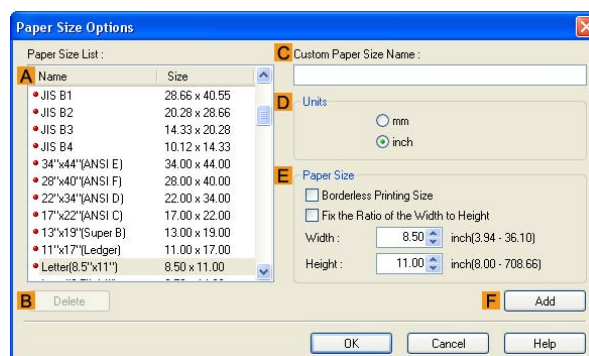 Paper Size Options
Paper Size List :
A
Name Size
JIS B1 28.66 x 40.55
JIS B2 20.28 x 28.66
JIS B3 14.33 x 20.28
JIS B4 10.12 x 14.33
34"x44"(ANSI E) 34.00 x 44.00
28"x40"(ANSI F) 28.00 x 40.00
22"x34"(ANSI D) 22.00 x 34.00
17"x22"(ANSI C) 17.00 x 22.00
13"x19"(Super B) 13.00 x 19.00
11"x17"(Ledger) 11.00 x 17.00
Letter(8.5"x11") 8.50 x 11.00
B Delete
C Custom Paper Size Name :
D Units
mm
inch
E Paper Size
Borderless Printing Size
Fix the Ratio of the Width to Height
Width : 8.50 inch(3.94 - 36.10)
Height : 11.00 inch(8.00 - 708.66)
F Add
OK Cancel Help